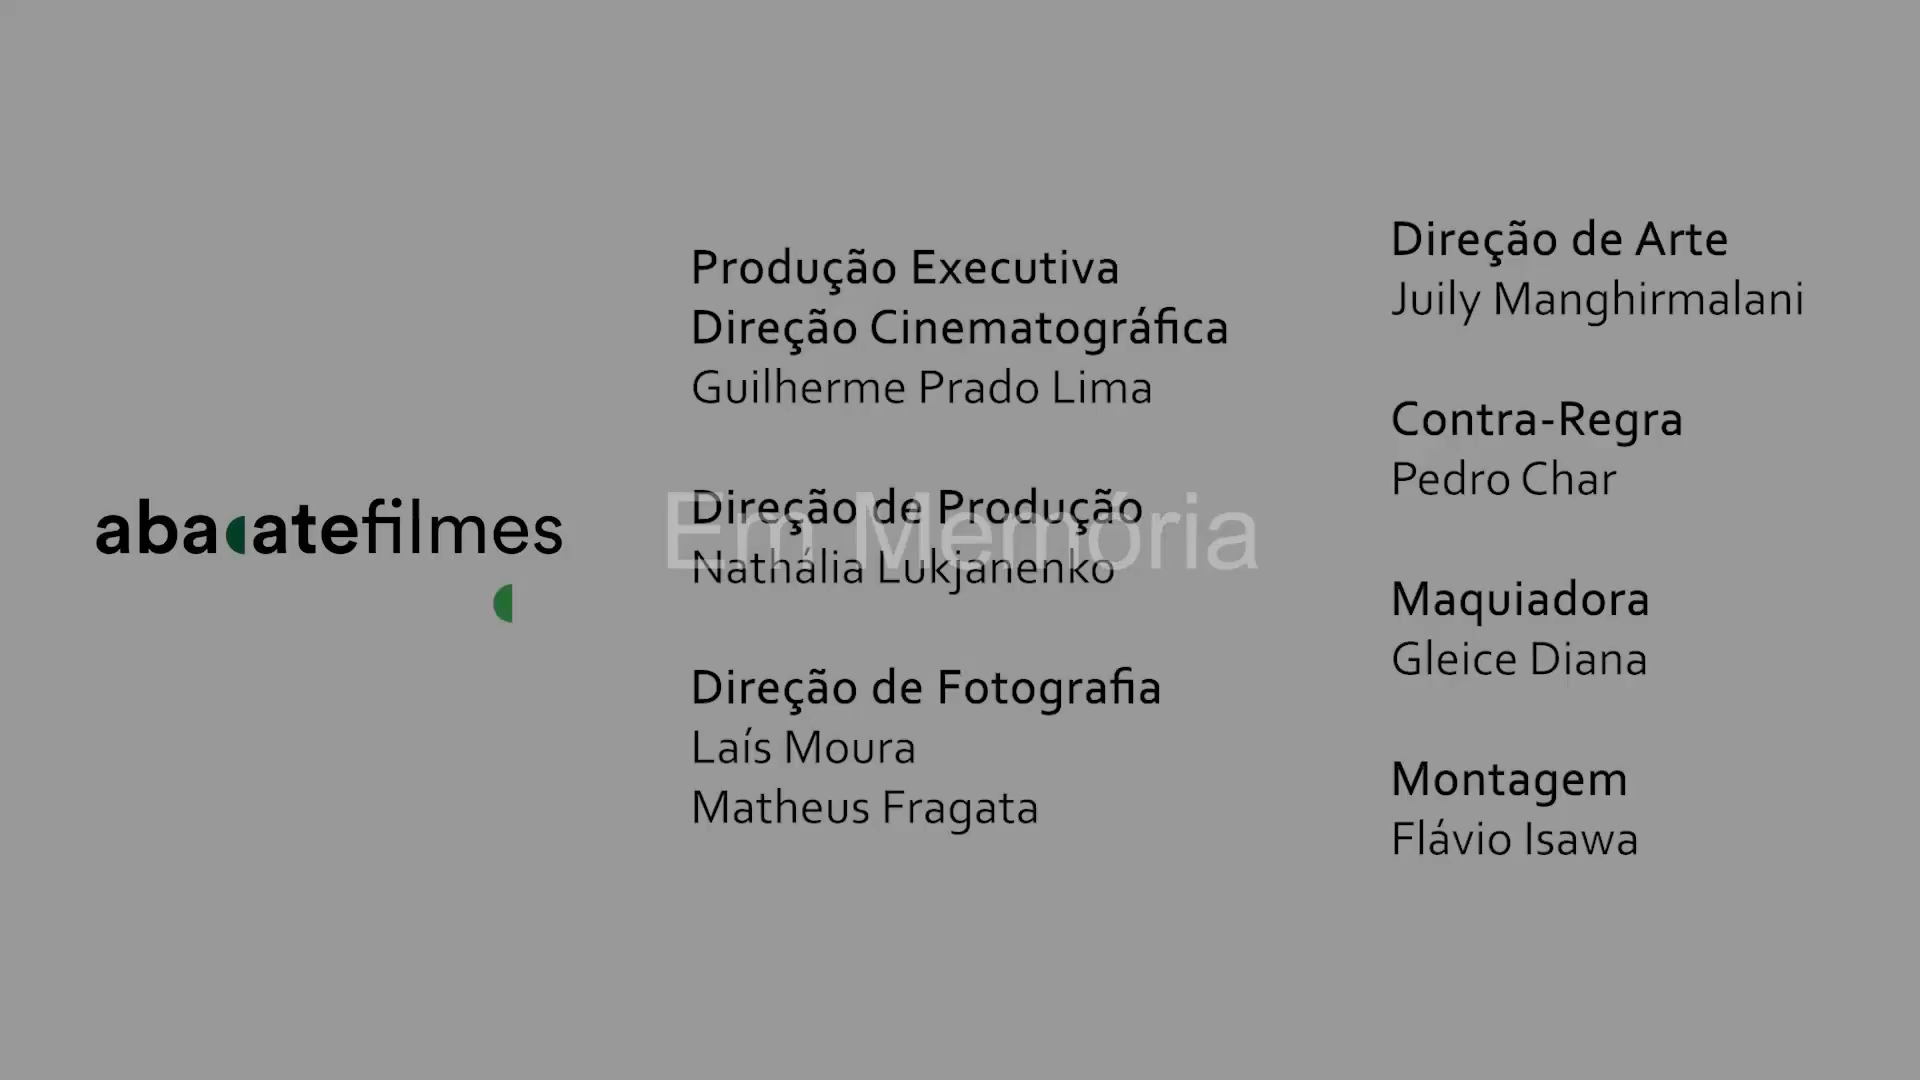 abacatefilmes
Produção Executiva
Direção Cinematográfica
Guilherme Prado Lima
Direção de Produção
Nathália Lukjanenko
Direção de Fotografia
Laís Moura
Matheus Fragata
Em Memória
Direção de Arte
Juily Manghirmalani
Contra-Regra
Pedro Char
Maquiadora
Gleice Diana
Montagem
Flávio Isawa